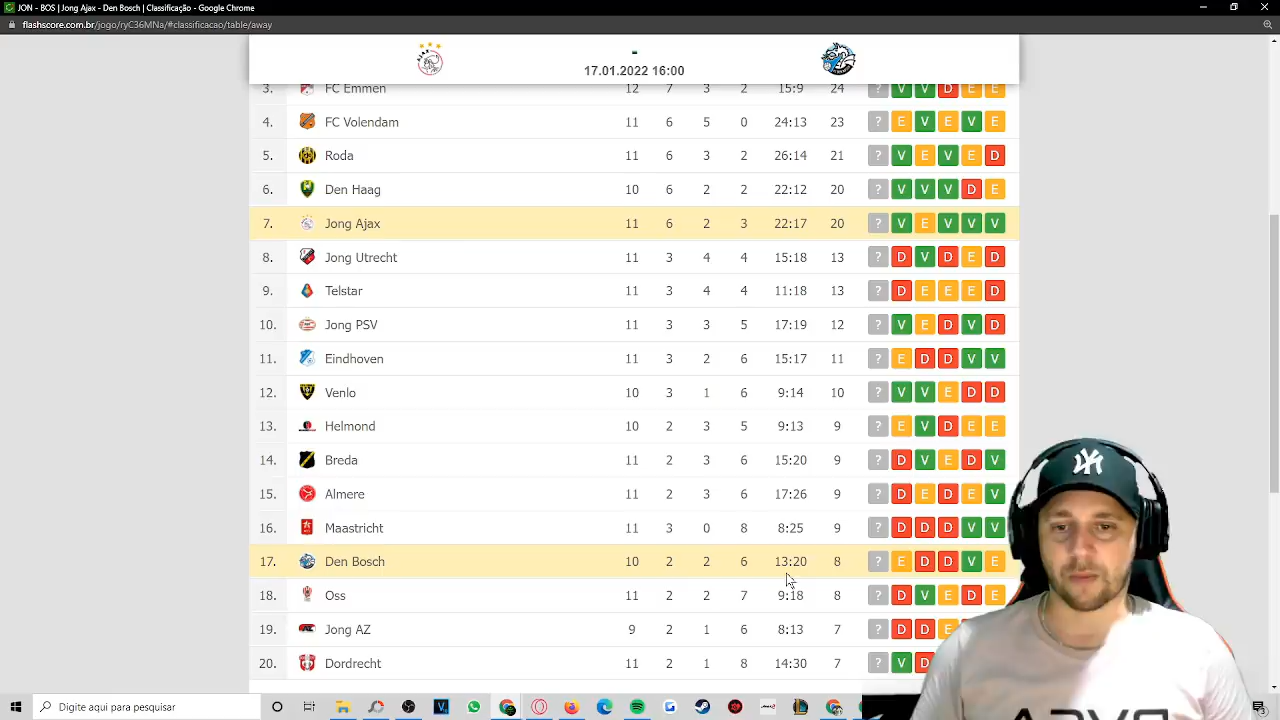 JON - BOS | Jong Ajax - Den Bosch | Classificação - Google Chrome
flashscore.com.br/jogo/ryC36MNa/#classificacao/table/away
AJAX
-
17.01.2022 16:00
3. FC Emmen 12 7 3 2 15:9 24 ? V V D E E
4. FC Volendam 11 6 5 0 24:13 23 ? E V E V E
5. Roda 11 6 3 2 26:14 21 ? V E V E D
6. Den Haag 10 6 2 2 22:12 20 ? V V V D E
7. Jong Ajax 11 6 2 3 22:17 20 ? V E V V V
8. Jong Utrecht 11 3 4 4 15:18 13 ? D V D E D
9. Telstar 11 3 4 4 11:18 13 ? D E E E D
10. Jong PSV 11 3 3 5 17:19 12 ? V E D V D
11. Eindhoven 11 3 2 6 15:17 11 ? E D D V V
12. Venlo 10 3 1 6 9:14 10 ? V V E D D
13. Helmond 10 2 3 5 9:13 9 ? E V D E E
14. Breda 11 2 3 6 15:20 9 ? D V E D V
15. Almere 11 2 3 6 17:26 9 ? D E D E V
16. Maastricht 11 3 0 8 8:25 9 ? D D D V V
17. Den Bosch 10 2 2 6 13:20 8 ? E D D V E
18. Oss 11 2 2 7 9:18 8 ? D V E D E
19. Jong AZ 9 2 1 6 8:13 7 ? D D E
20. Dordrecht 11 2 1 8 14:30 7 ? V D
NY
Digite aqui para pesquisar